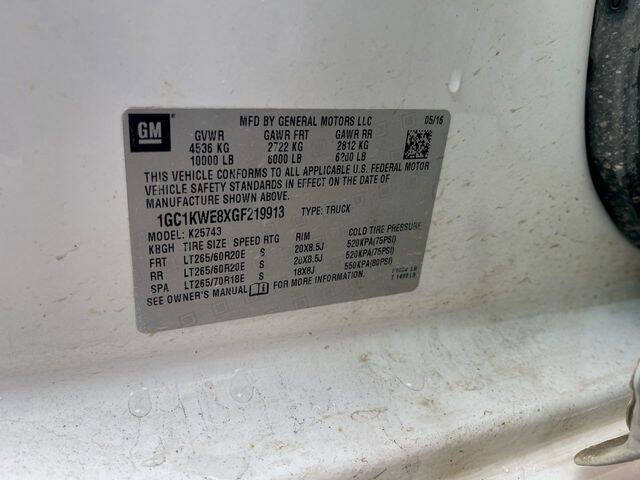 GM
MFD BY GENERAL MOTORS LLC 05/16
GVWR GAWR FRT GAWR RR
4536 KG 2722 KG 2812 KG
10000 LB 6000 LB 6200 LB
THIS VEHICLE CONFORMS TO ALL APPLICABLE U.S. FEDERAL MOTOR
VEHICLE SAFETY STANDARDS IN EFFECT ON THE DATE OF
MANUFACTURE SHOWN ABOVE.
1GC1KWE8XGF219913 TYPE: TRUCK
MODEL: K25743
KBGH TIRE SIZE SPEED RTG RIM COLD TIRE PRESSURE
FRT LT265/60R20E S 20X8.5J 520KPA(75PSI)
RR LT265/60R20E S 20X8.5J 520KPA(75PSI)
SPA LT265/70R18E S 18X8J 550KPA(80PSI)
SEE OWNER'S MANUAL FOR MORE INFORMATION.